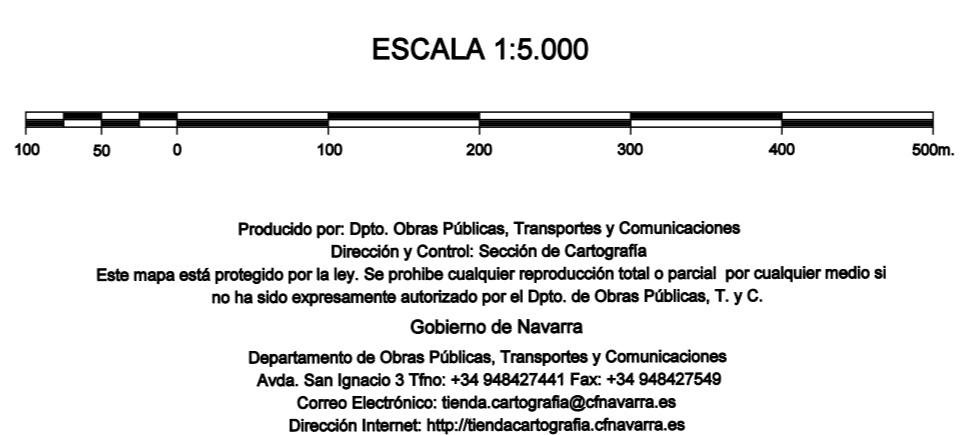 ESCALA 1:5.000
100 50 0 100 200 300 400 500m.
Producido por: Dpto. Obras Públicas, Transportes y Comunicaciones
Dirección y Control: Sección de Cartografía
Este mapa está protegido por la ley. Se prohibe cualquier reproducción total o parcial por cualquier medio si
no ha sido expresamente autorizado por el Dpto. de Obras Públicas, T. y C.
Gobierno de Navarra
Departamento de Obras Públicas, Transportes y Comunicaciones
Avda. San Ignacio 3 Tfno: +34 948427441 Fax: +34 948427549
Correo Electrónico: tienda.cartografia@cfnavarra.es
Dirección Internet: http://tiendacartografia.cfnavarra.es